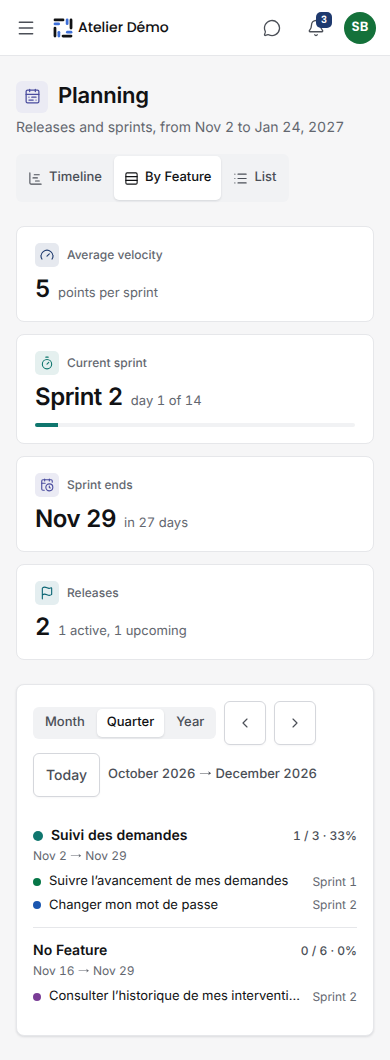 Atelier Démo
3
SB
Planning
Releases and sprints, from Nov 2 to Jan 24, 2027
Timeline
By Feature
List
Average velocity
5 points per sprint
Current sprint
Sprint 2 day 1 of 14
Sprint ends
Nov 29 in 27 days
Releases
2 1 active, 1 upcoming
Month Quarter Year
Today October 2026 → December 2026
Suivi des demandes 1 / 3 · 33%
Nov 2 → Nov 29
Suivre l'avancement de mes demandes Sprint 1
Changer mon mot de passe Sprint 2
No Feature 0 / 6 · 0%
Nov 16 → Nov 29
Consulter l'historique de mes interventi... Sprint 2